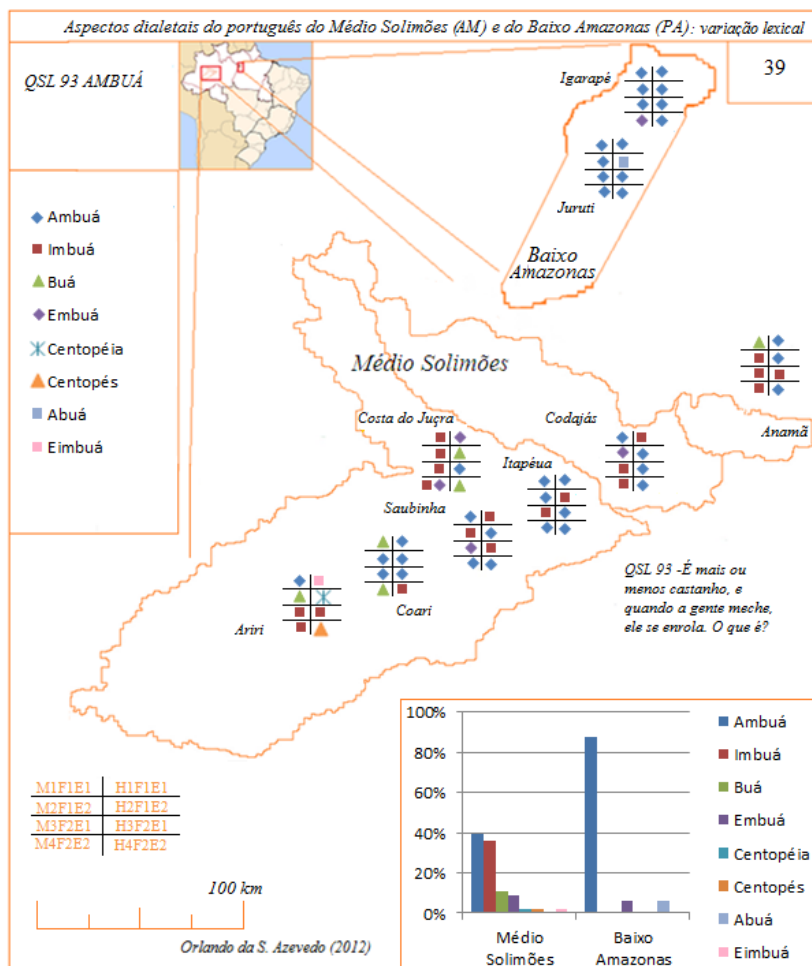 Aspectos dialetais do português do Médio Solimões (AM) e do Baixo Amazonas (PA): variação lexical
QSL 93 AMBUÁ
39
Igarapé
Juruti
Baixo
Amazonas
Ambuá
Imbuá
Buá
Embuá
Centopéia
Centopés
Abuá
Eimbuá
Médio Solimões
Costa do Juçra
Codajás
Anamã
Itapéua
Saubinha
Coari
Ariri
QSL 93 -É mais ou
menos castanho, e
quando a gente meche,
ele se enrola. O que é?
M1F1E1 H1F1E1
M2F1E2 H2F1E2
M3F2E1 H3F2E1
M4F2E2 H4F2E2
100 km
Orlando da S. Azevedo (2012)
100%
80%
60%
40%
20%
0%
Médio
Solimões
Baixo
Amazonas
Ambuá
Imbuá
Buá
Embuá
Centopéia
Centopés
Abuá
Eimbuá